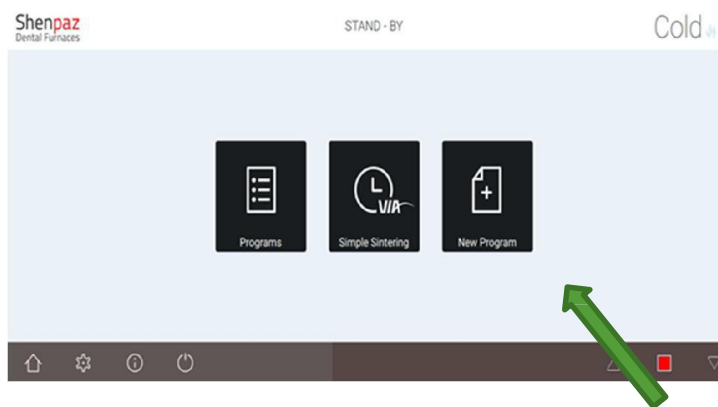 Shenpaz
Dental Furnaces
STAND - BY
Cold
VIA
Programs
Simple Sintering
New Program